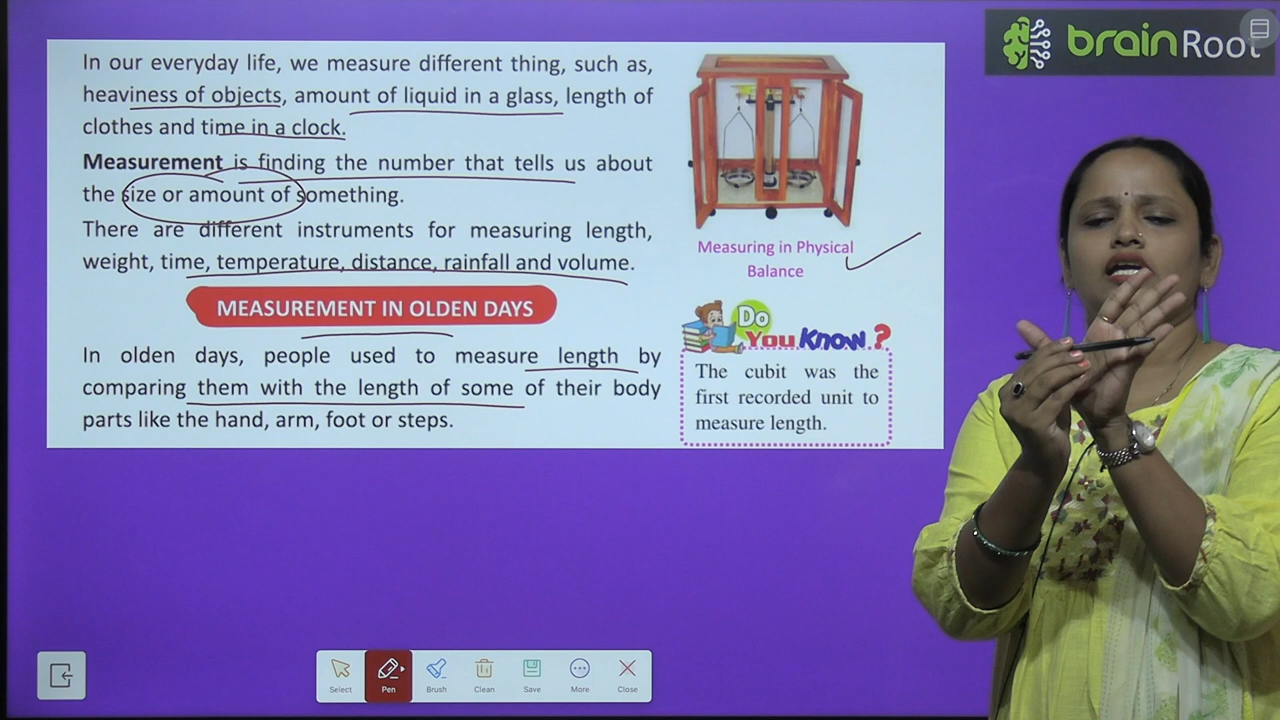 In our everyday life, we measure different thing, such as,
heaviness of objects, amount of liquid in a glass, length of
clothes and time in a clock.
Measurement is finding the number that tells us about
the size or amount of something.
There are different instruments for measuring length,
weight, time, temperature, distance, rainfall and volume.
MEASUREMENT IN OLDEN DAYS
In olden days, people used to measure length by
comparing them with the length of some of their body
parts like the hand, arm, foot or steps.
Measuring in Physical
Balance
Do
You Know ?
The cubit was the
first recorded unit to
measure length.
brainRoot
Select
Pen
Brush
Clean
Save
More
Close